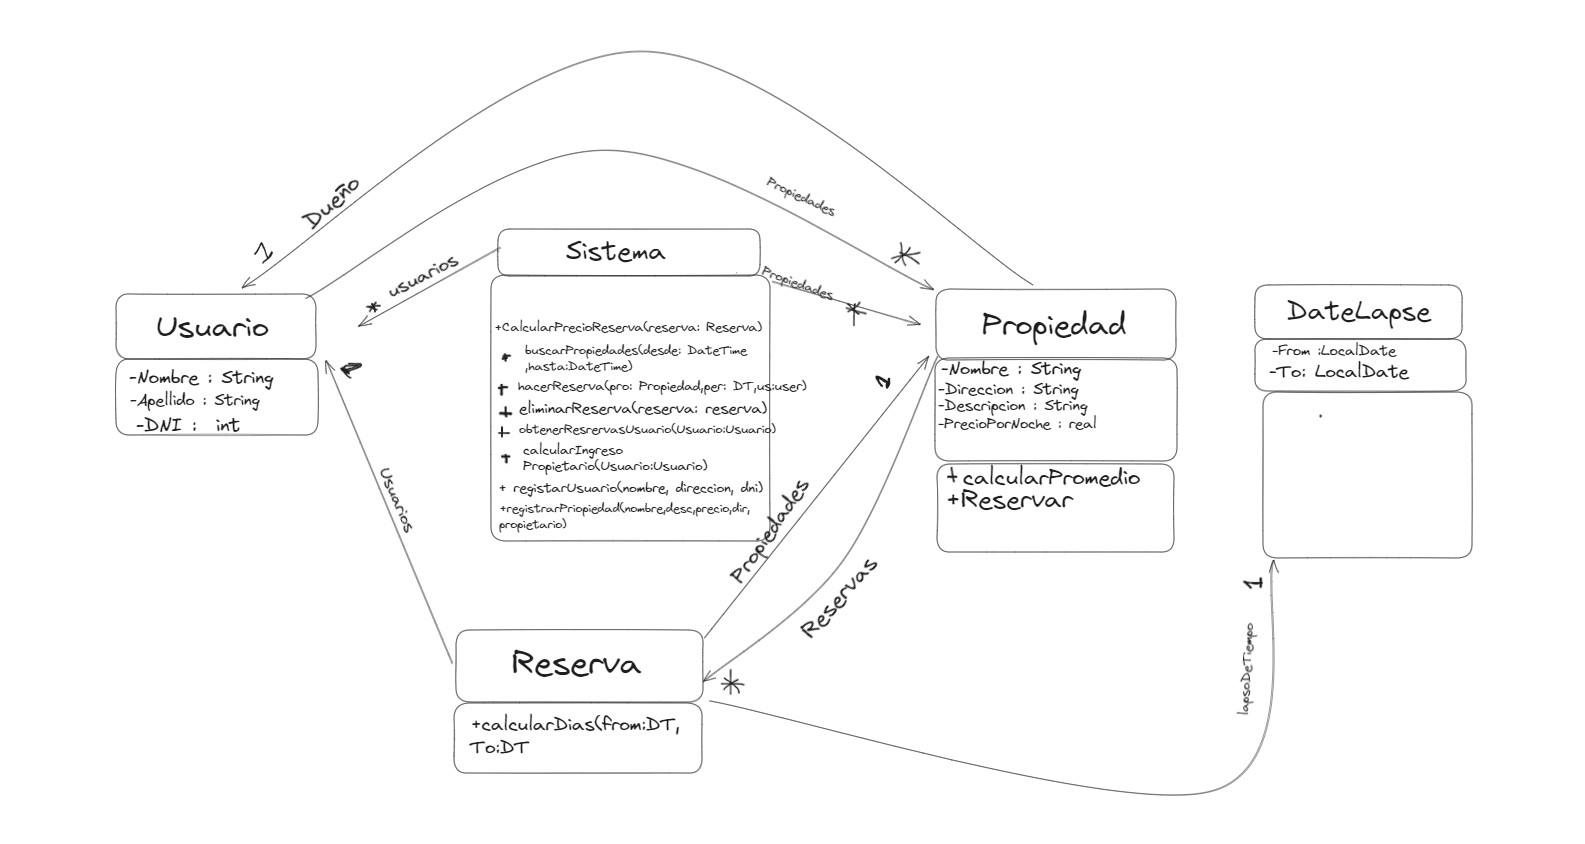 Dueño
1
Propiedades
*
Sistema
* usuarios
Propiedades
*
Usuario
-Nombre : String
-Apellido : String
-DNI : int
+CalcularPrecioReserva(reserva: Reserva)
+ buscarPropiedades(desde: DateTime
,hasta:DateTime)
+ hacerReserva(pro: Propiedad,per: DT,us:user)
+ eliminarReserva(reserva: reserva)
+ obtenerResrervasUsuario(Usuario:Usuario)
+ calcularIngreso
Propietario(Usuario:Usuario)
+ registarUsuario(nombre, direccion, dni)
+registrarPriopiedad(nombre,desc,precio,dir,
propietario)
Propiedad
-Nombre : String
-Direccion : String
-Descripcion : String
-PrecioPorNoche : real
+calcularPromedio
+Reservar
DateLapse
-From :LocalDate
-To: LocalDate
1
Usuarios
1
Propiedades
Reservas
*
Reserva
+calcularDias(from:DT,
To:DT
1
lapsoDeTiempo